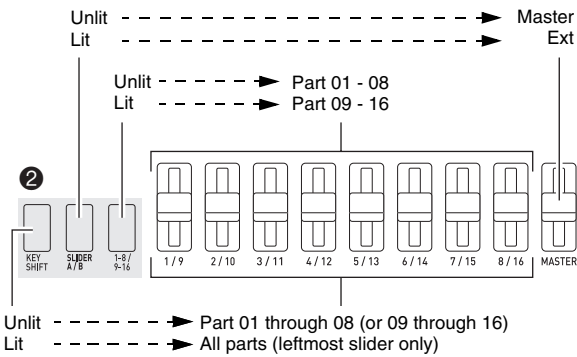 Unlit Master
Lit Ext
Unlit Part 01 - 08
Lit Part 09 - 16
❷
KEY SHIFT SLIDER A/B 1-8/ 9-16 1/9 2/10 3/11 4/12 5/13 6/14 7/15 8/16 MASTER
Unlit Part 01 through 08 (or 09 through 16)
Lit All parts (leftmost slider only)